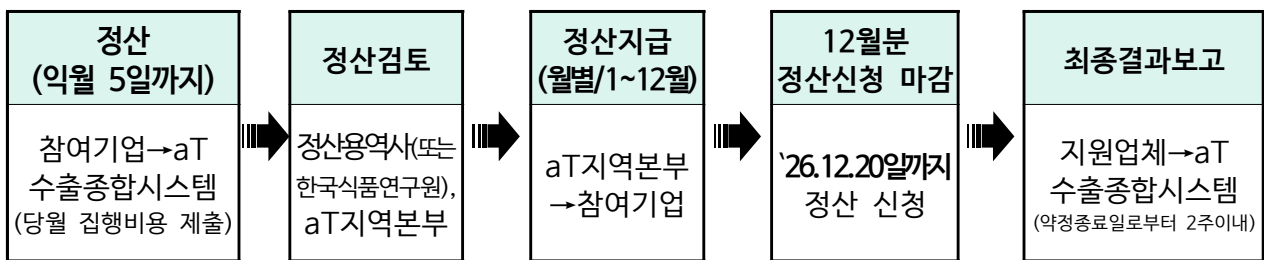 정산
(익월 5일까지)
참여기업→aT
수출종합시스템
(당월 집행비용 제출)
정산검토
정산용역사(또는
한국식품연구원),
aT지역본부
정산지급
(월별/1~12월)
aT지역본부
→참여기업
12월분
정산신청 마감
‵26.12.20일까지
정산 신청
최종결과보고
지원업체→aT
수출종합시스템
(약정종료일로부터 2주이내)